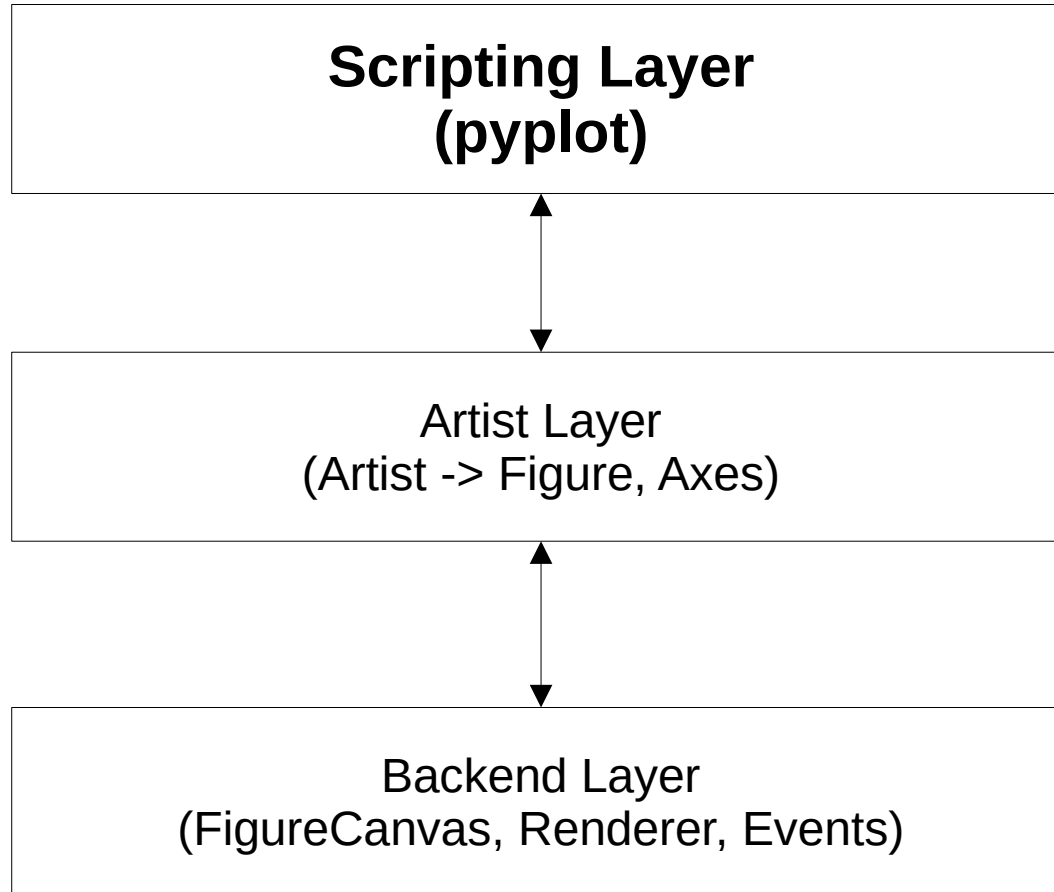 Scripting Layer
(pyplot)
Artist Layer
(Artist -> Figure, Axes)
Backend Layer
(FigureCanvas, Renderer, Events)